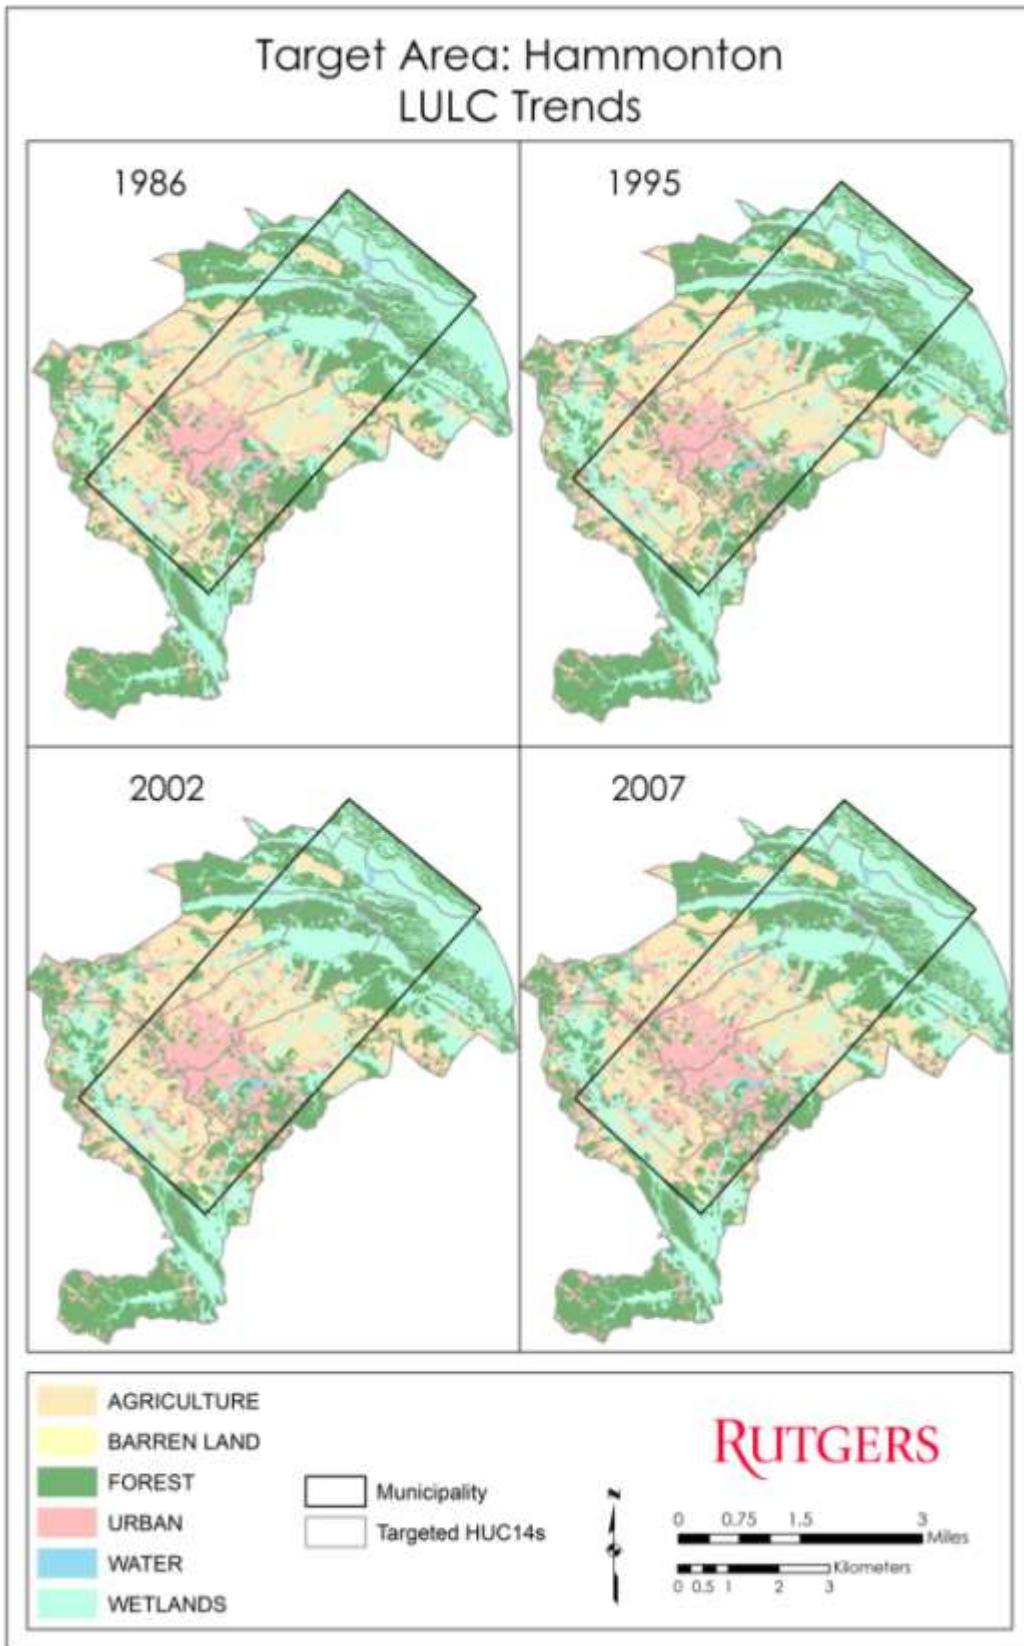 Target Area: Hammonton
LULC Trends
1986
1995
2002
2007
AGRICULTURE
BARREN LAND
FOREST
URBAN
WATER
WETLANDS
Municipality
Targeted HUC14s
N
RUTGERS
0 0.75 1.5 3
Miles
Kilometers
0 0.5 1 2 3